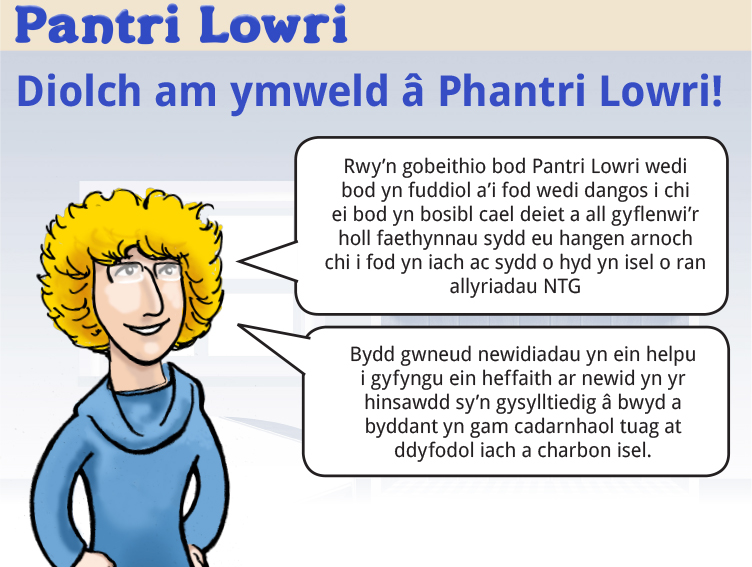 Pantri Lowri
Diolch am ymweld â Phantri Lowri!
Rwy’n gobeithio bod Pantri Lowri wedi
bod yn fuddiol a’i fod wedi dangos i chi
ei bod yn bosibl cael deiet a all gyflenwi’r
holl faethynnau sydd eu hangen arnoch
chi i fod yn iach ac sydd o hyd yn isel o ran
allyriadau NTG
Bydd gwneud newidiadau yn ein helpu
i gyfyngu ein heffaith ar newid yn yr
hinsawdd sy’n gysylltiedig â bwyd a
byddant yn gam cadarnhaol tuag at
ddyfodol iach a charbon isel.